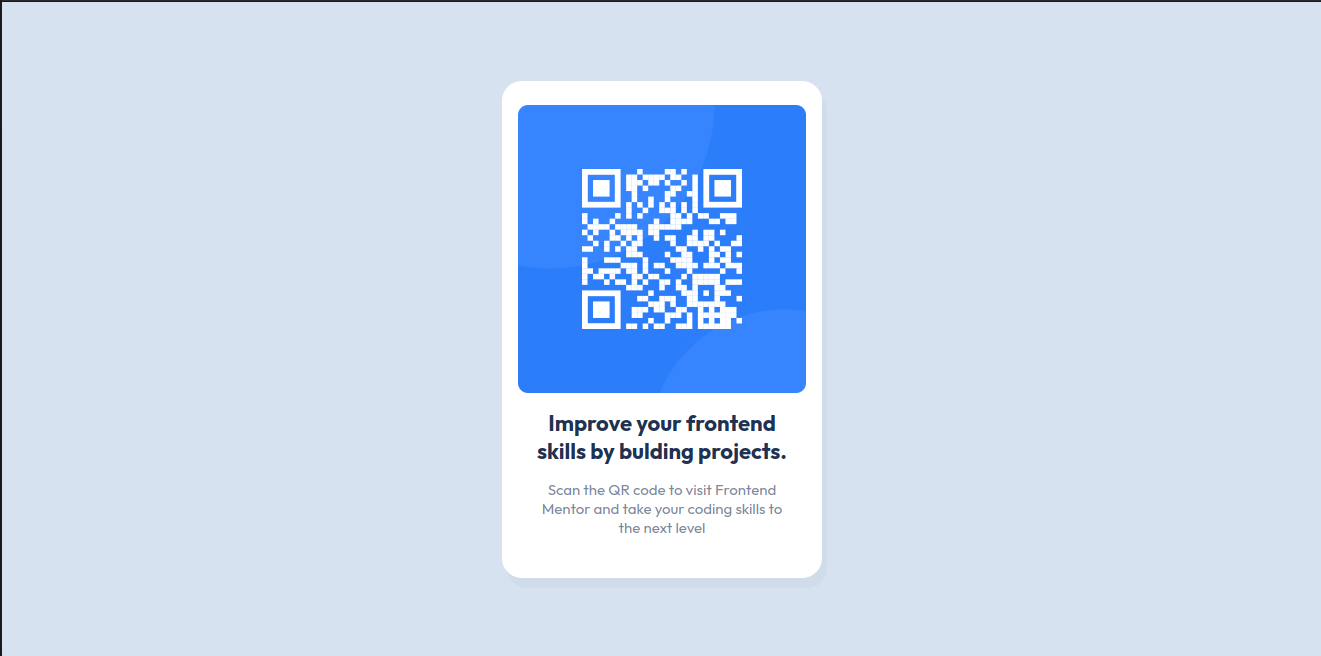 Improve your frontend
skills by bulding projects.
Scan the QR code to visit Frontend
Mentor and take your coding skills to
the next level